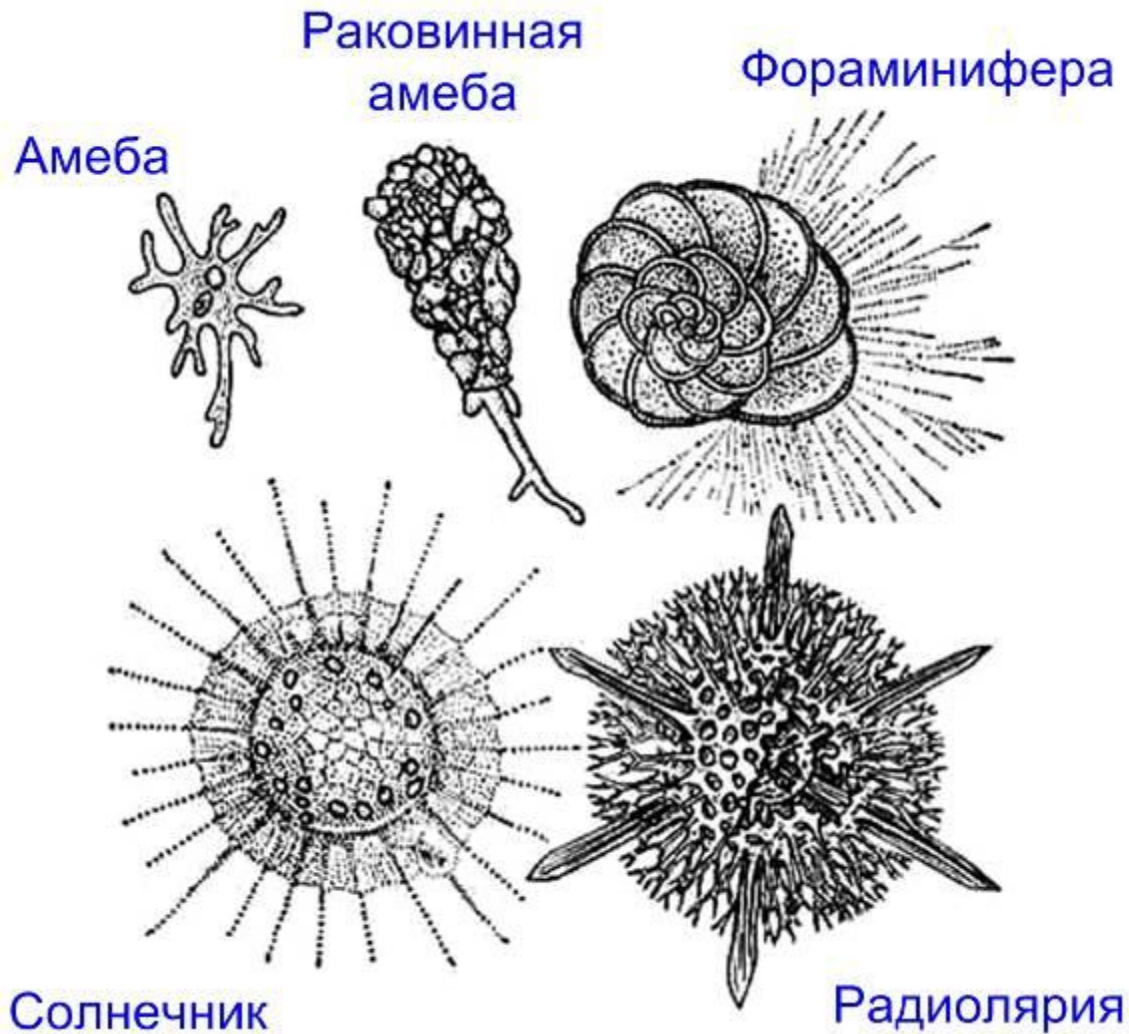 Раковинная
амеба
Фораминифера
Амеба
Солнечник
Радиолярия